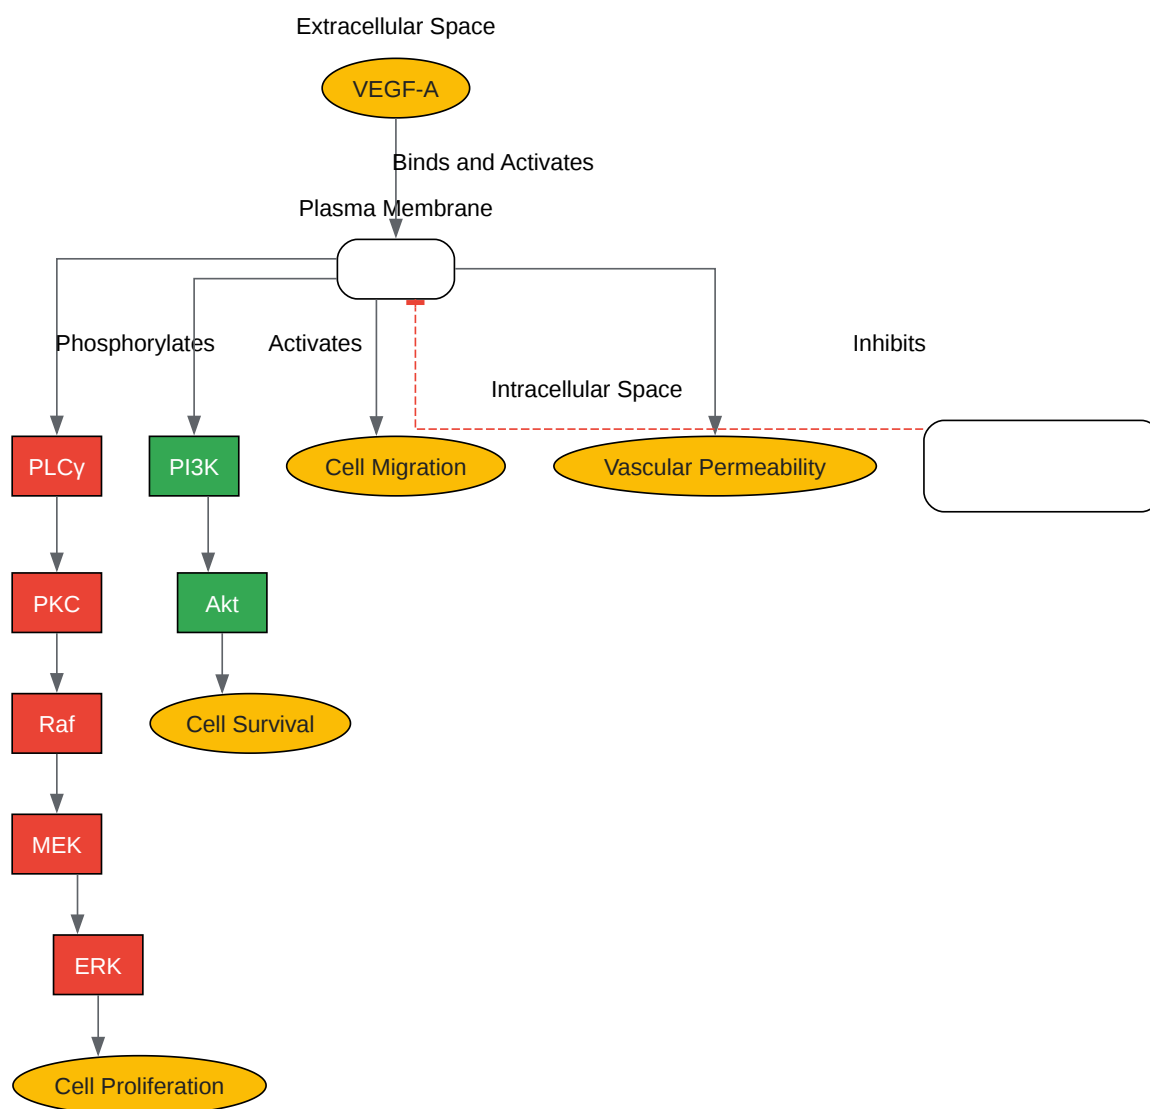 Extracellular Space
VEGF-A
Binds and Activates
Plasma Membrane
Phosphorylates
Activates
Inhibits
Intracellular Space
PLCγ
PI3K
Cell Migration
Vascular Permeability
PKC
Akt
Raf
Cell Survival
MEK
ERK
Cell Proliferation